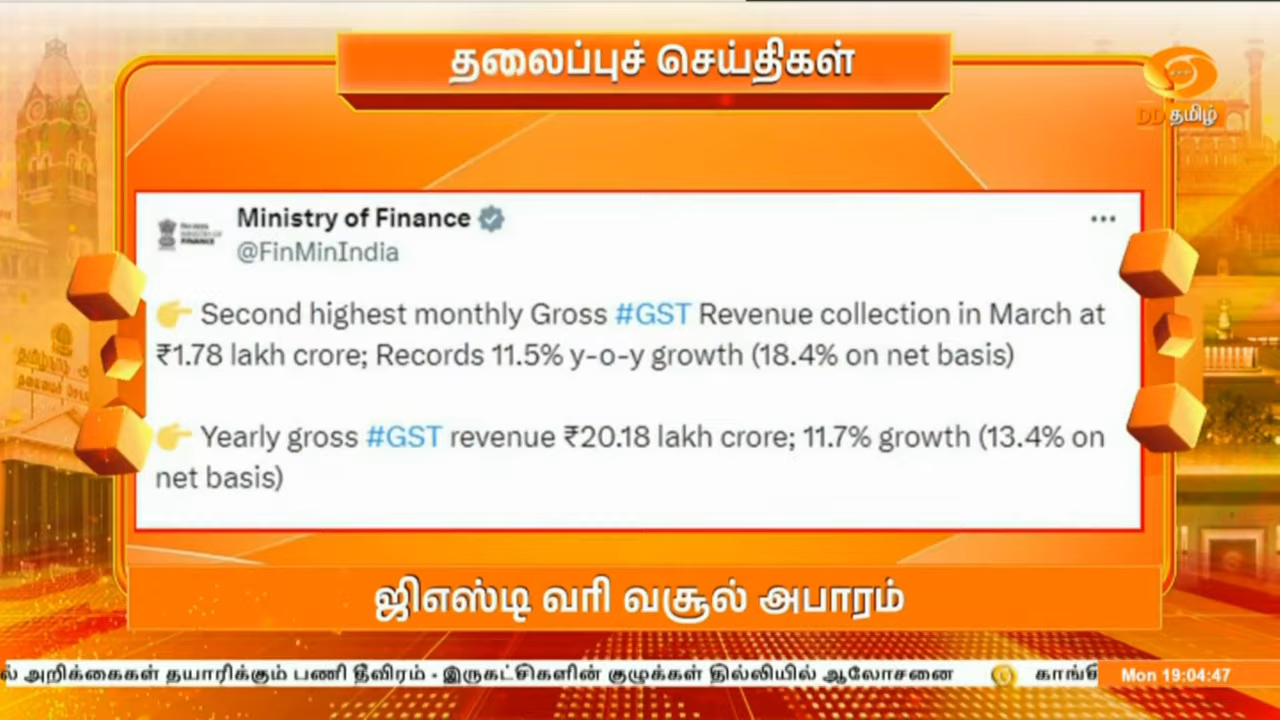 தலைப்புச் செய்திகள்
DD தமிழ்
Ministry of Finance
@FinMinIndia
👉 Second highest monthly Gross #GST Revenue collection in March at
₹1.78 lakh crore; Records 11.5% y-o-y growth (18.4% on net basis)
👉 Yearly gross #GST revenue ₹20.18 lakh crore; 11.7% growth (13.4% on
net basis)
ஜிஎஸ்டி வரி வசூல் அபாரம்
ல் அறிக்கைகள் தயாரிக்கும் பணி தீவிரம் - இருகட்சிகளின் குழுக்கள் தில்லியில் ஆலோசனை
Mon 19:04:47